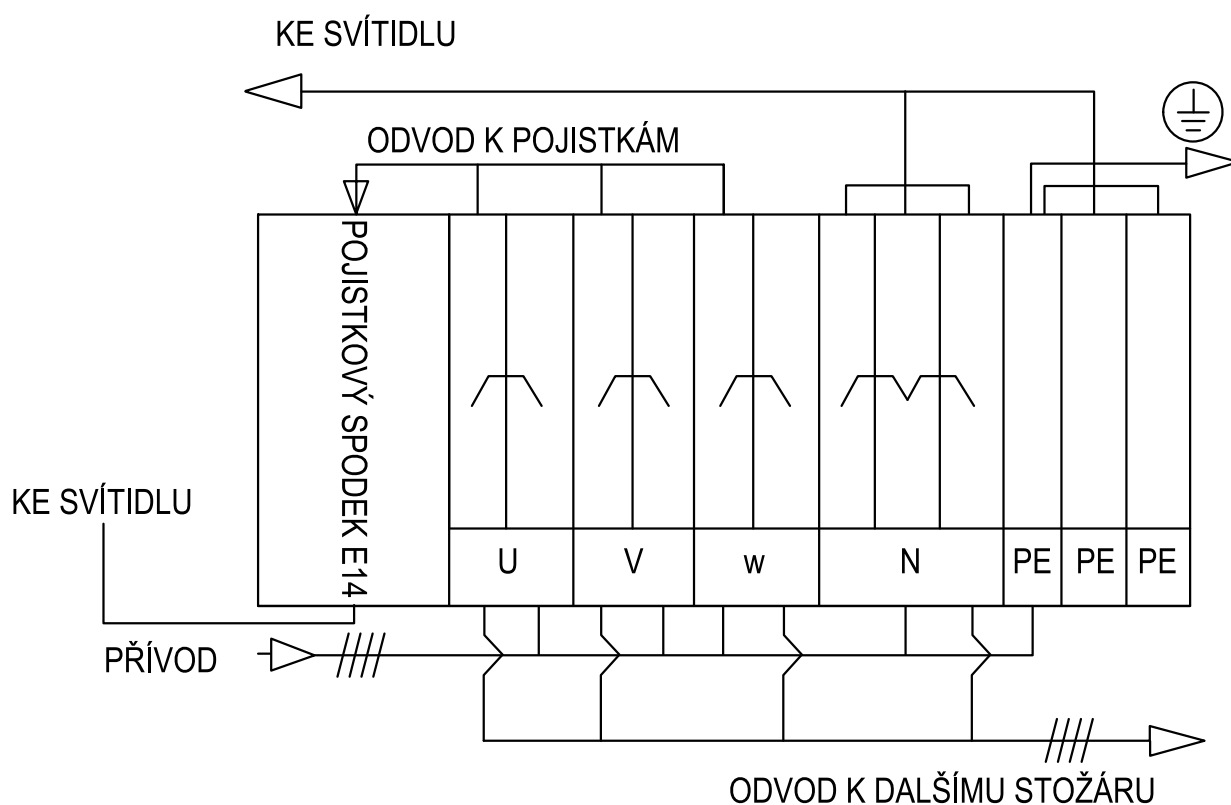 KE SVÍTIDLU
ODVOD K POJISTKÁM
POJISTKOVÝ SPODEK E14
KE SVÍTIDLU
U V w N PE PE PE
PŘÍVOD
ODVOD K DALŠÍMU STOŽÁRU